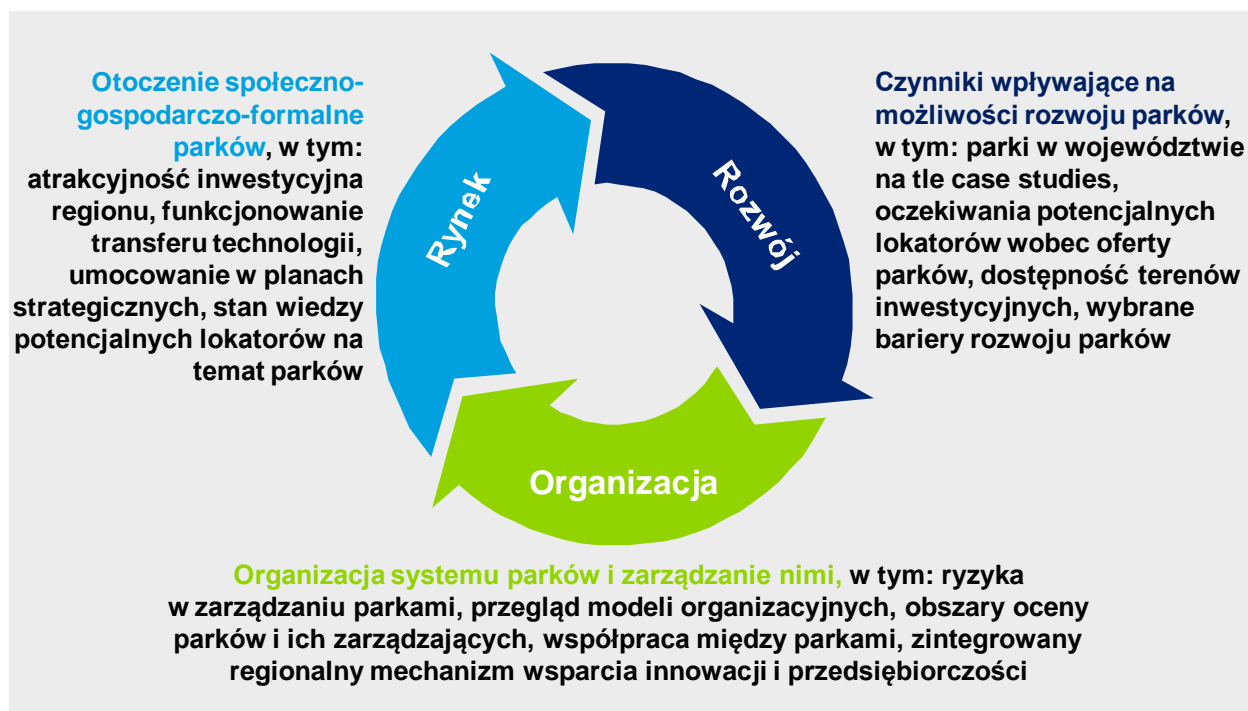 Otoczenie społeczno-
gospodarczo-formalne
parków, w tym:
atrakcyjność inwestycyjna
regionu, funkcjonowanie
transferu technologii,
umocowanie w planach
strategicznych, stan wiedzy
potencjalnych lokatorów na
temat parków
Rynek
Rozwój
Czynniki wpływające na
możliwości rozwoju parków,
w tym: parki w województwie
na tle case studies,
oczekiwania potencjalnych
lokatorów wobec oferty
parków, dostępność terenów
inwestycyjnych, wybrane
bariery rozwoju parków
Organizacja
Organizacja systemu parków i zarządzanie nimi, w tym: ryzyka
w zarządzaniu parkami, przegląd modeli organizacyjnych, obszary oceny
parków i ich zarządzających, współpraca między parkami, zintegrowany
regionalny mechanizm wsparcia innowacji i przedsiębiorczości